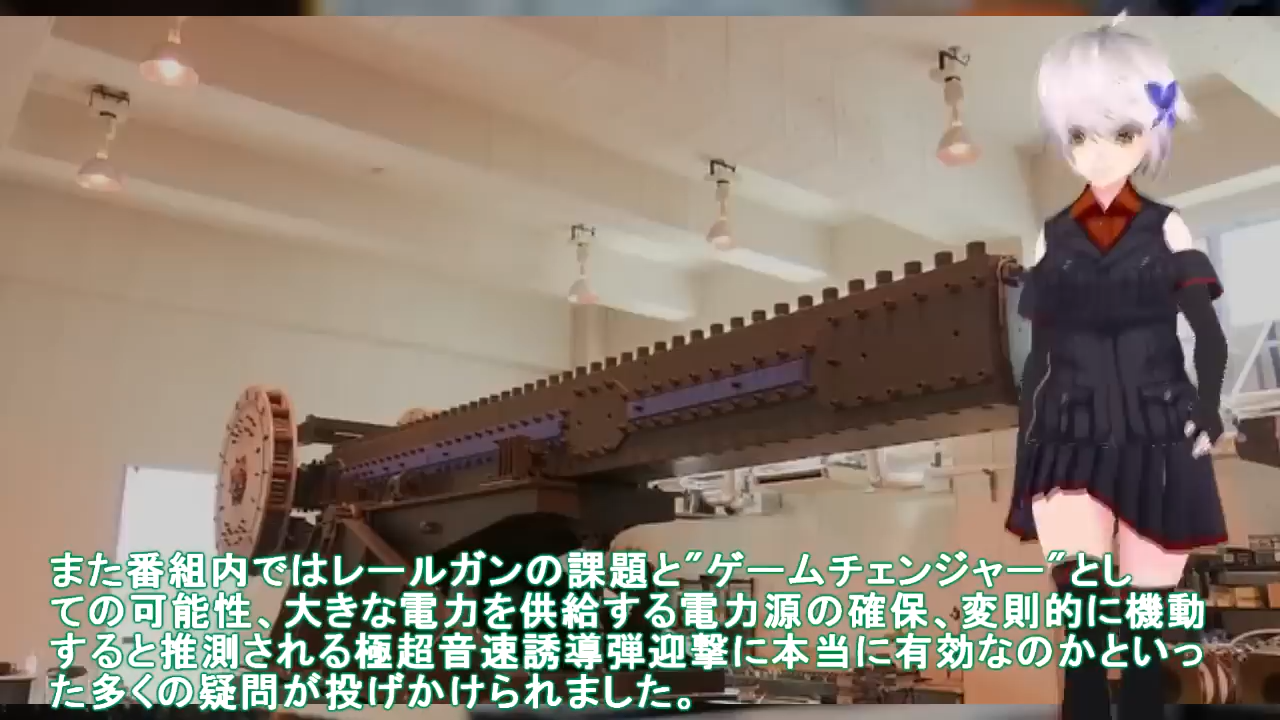 また番組内ではレールガンの課題と"ゲームチェンジャー"とし
ての可能性、大きな電力を供給する電力源の確保、変則的に機動
すると推測される極超音速誘導弾迎撃に本当に有効なのかといっ
た多くの疑問が投げかけられました。